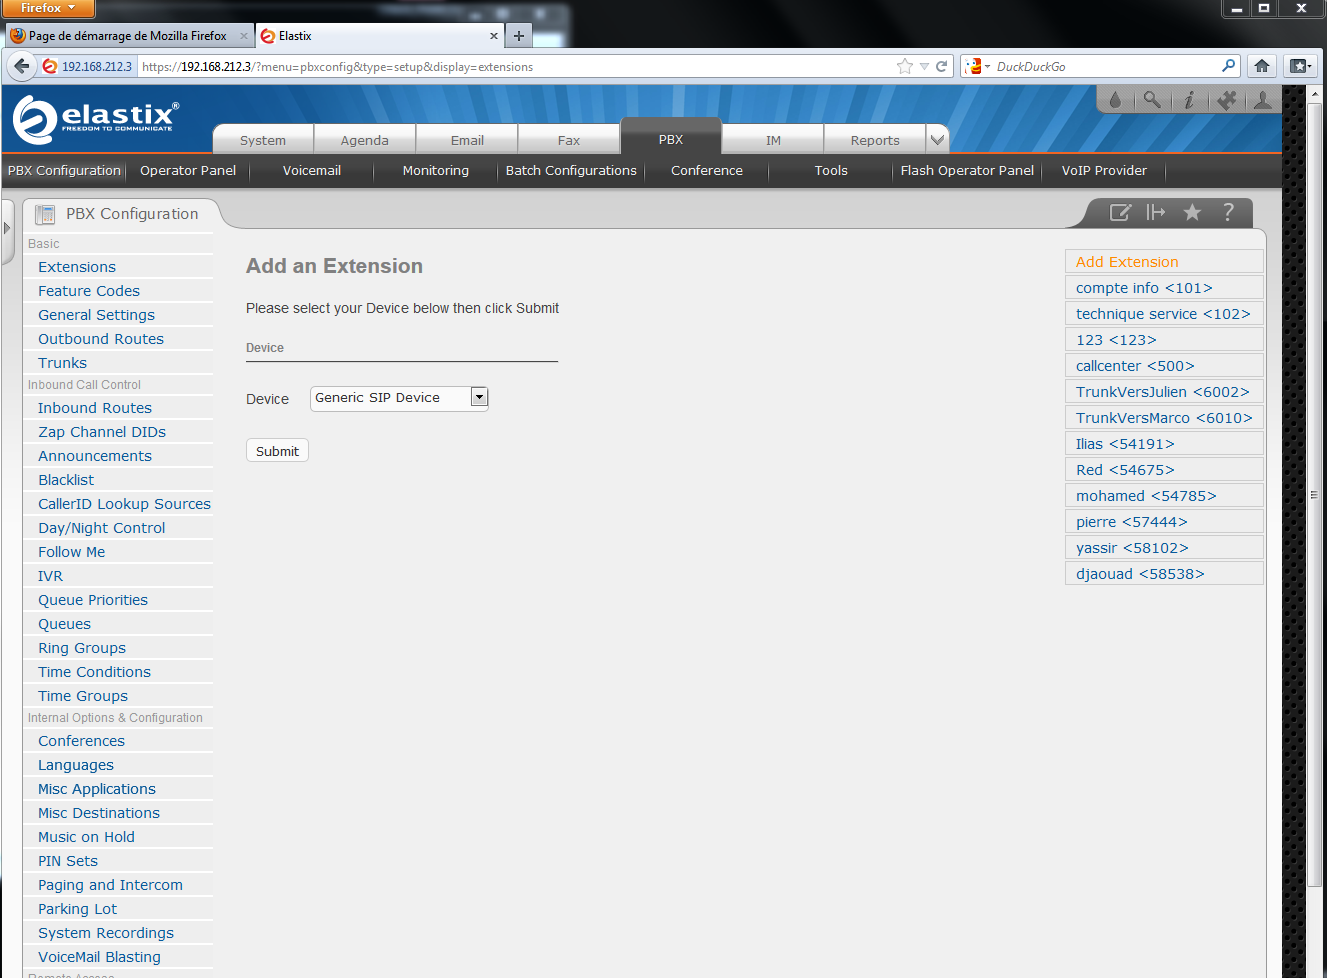 Firefox
Page de démarrage de Mozilla Firefox
Elastix
192.168.212.3
https://192.168.212.3/?menu=pbxconfig&type=setup&display=extensions
DuckDuckGo
elastix®
FREEDOM TO COMMUNICATE
System
Agenda
Email
Fax
PBX
IM
Reports
PBX Configuration
Operator Panel
Voicemail
Monitoring
Batch Configurations
Conference
Tools
Flash Operator Panel
VoIP Provider
PBX Configuration
Basic
Extensions
Feature Codes
General Settings
Outbound Routes
Trunks
Inbound Call Control
Inbound Routes
Zap Channel DIDs
Announcements
Blacklist
CallerID Lookup Sources
Day/Night Control
Follow Me
IVR
Queue Priorities
Queues
Ring Groups
Time Conditions
Time Groups
Internal Options & Configuration
Conferences
Languages
Misc Applications
Misc Destinations
Music on Hold
PIN Sets
Paging and Intercom
Parking Lot
System Recordings
VoiceMail Blasting
Remote Access
Add an Extension
Please select your Device below then click Submit
Device
Device
Generic SIP Device
Submit
Add Extension
compte info <101>
technique service <102>
123 <123>
callcenter <500>
TrunkVersJulien <6002>
TrunkVersMarco <6010>
Ilias <54191>
Red <54675>
mohamed <54785>
pierre <57444>
yassir <58102>
djaouad <58538>